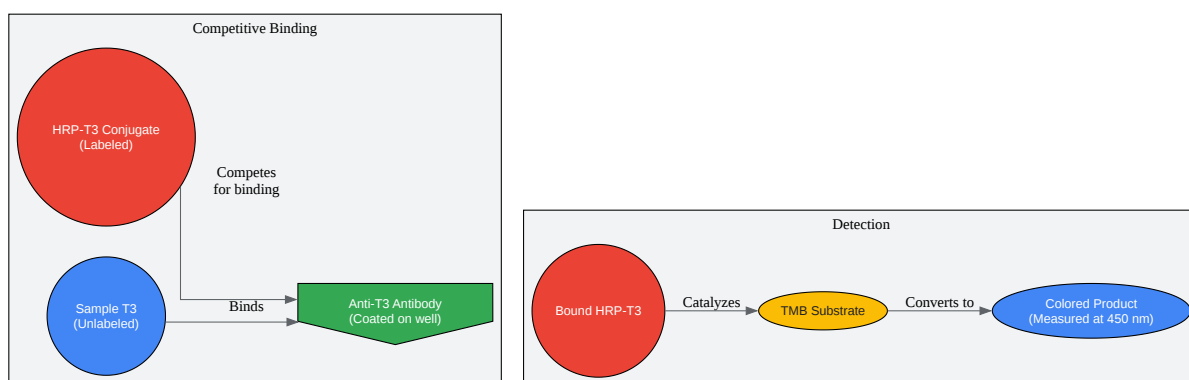 Competitive Binding
HRP-T3 Conjugate
(Labeled)
Competes
for binding
Sample T3
(Unlabeled)
Binds
Anti-T3 Antibody
(Coated on well)
Detection
Bound HRP-T3
Catalyzes
TMB Substrate
Converts to
Colored Product
(Measured at 450 nm)